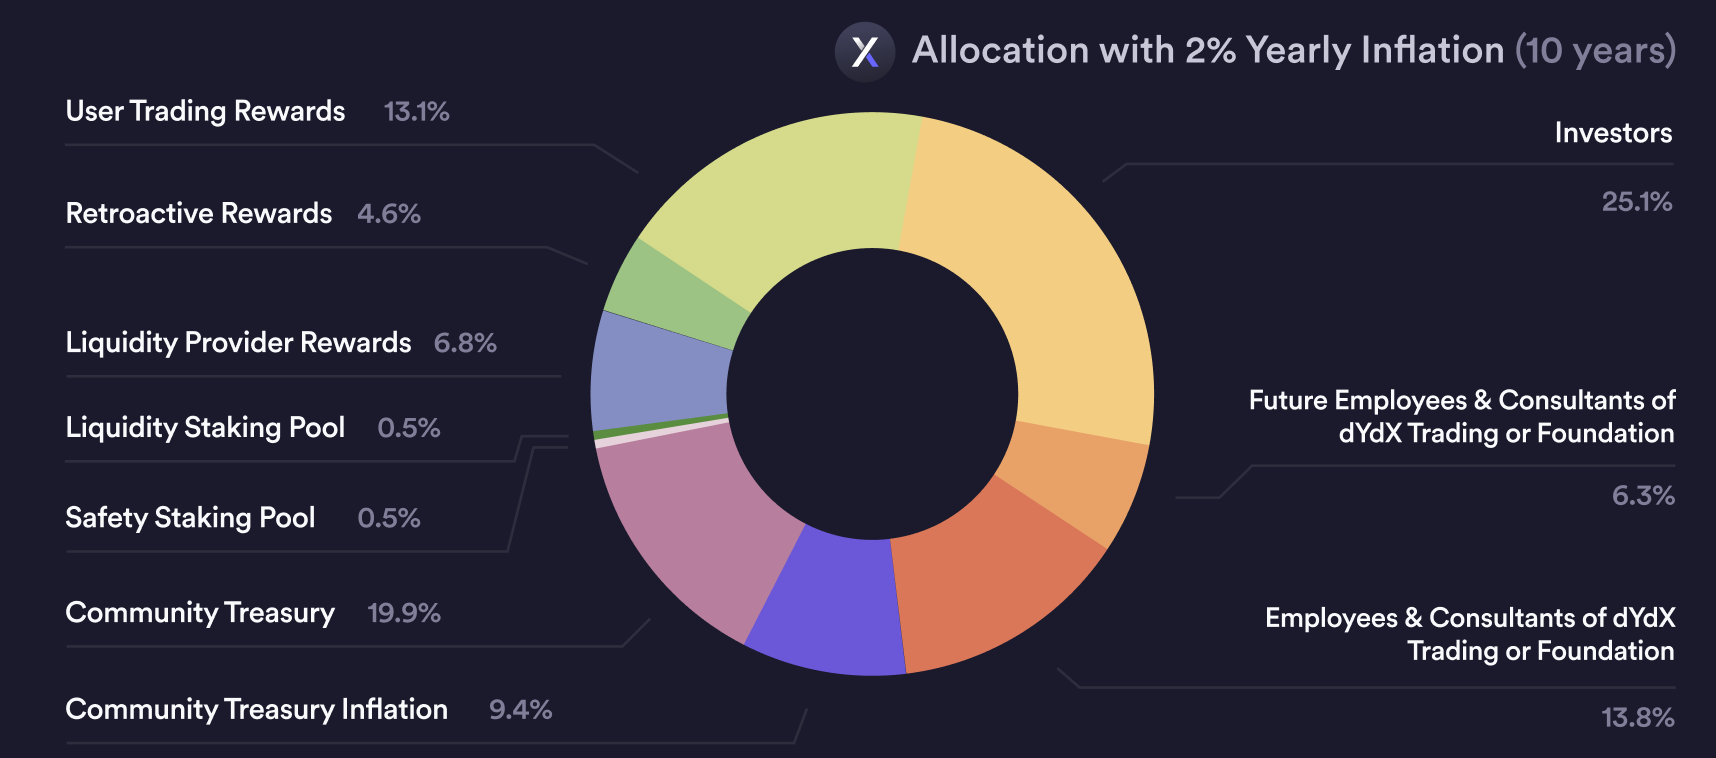 Allocation with 2% Yearly Inflation (10 years)
User Trading Rewards 13.1%
Retroactive Rewards 4.6%
Liquidity Provider Rewards 6.8%
Liquidity Staking Pool 0.5%
Safety Staking Pool 0.5%
Community Treasury 19.9%
Community Treasury Inflation 9.4%
Investors
25.1%
Future Employees & Consultants of
dYdX Trading or Foundation
6.3%
Employees & Consultants of dYdX
Trading or Foundation
13.8%